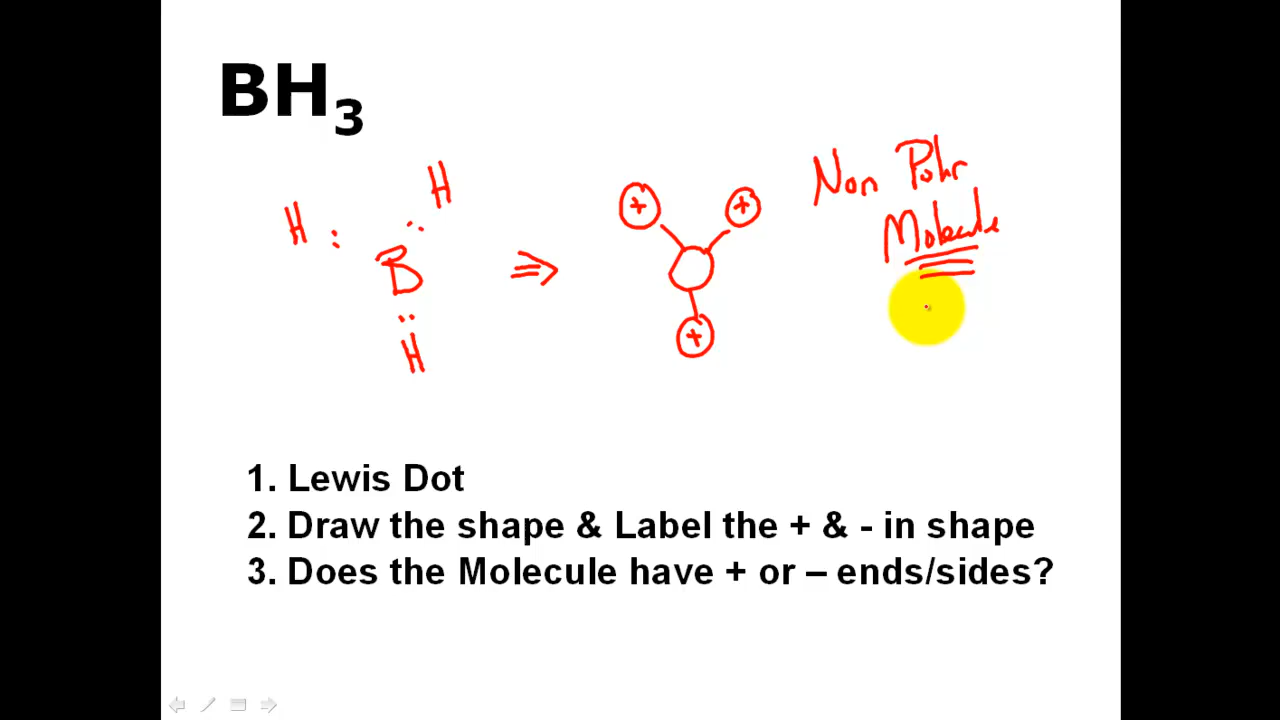 BH₃
H
H : B : H ⇒ + +
+
Non Polar
Molecule
1. Lewis Dot
2. Draw the shape & Label the + & - in shape
3. Does the Molecule have + or – ends/sides?